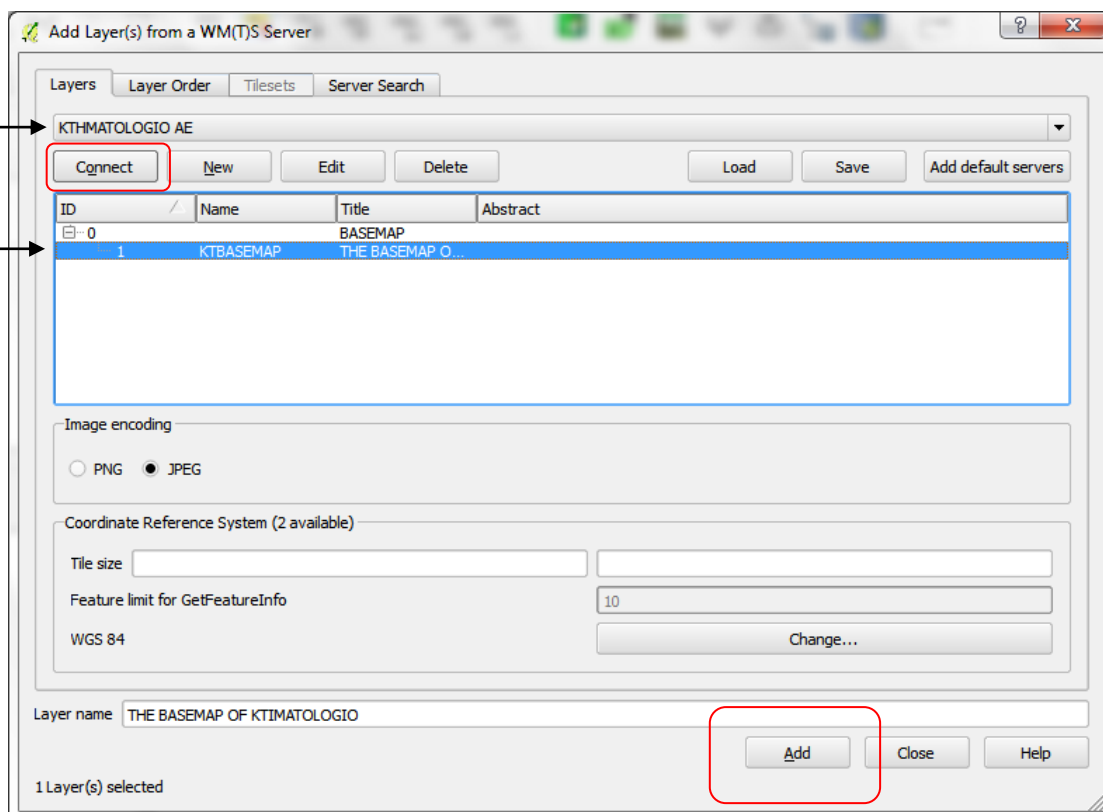 Add Layer(s) from a WM(T)S Server
Layers Layer Order Tilesets Server Search
KTHMATOLOGIO AE
Connect New Edit Delete Load Save Add default servers
ID Name Title Abstract
0 BASEMAP
1 KTBASEMAP THE BASEMAP O...
Image encoding
PNG JPEG
Coordinate Reference System (2 available)
Tile size
Feature limit for GetFeatureInfo 10
WGS 84 Change...
Layer name THE BASEMAP OF KTIMATOLOGIO
Add Close Help
1 Layer(s) selected